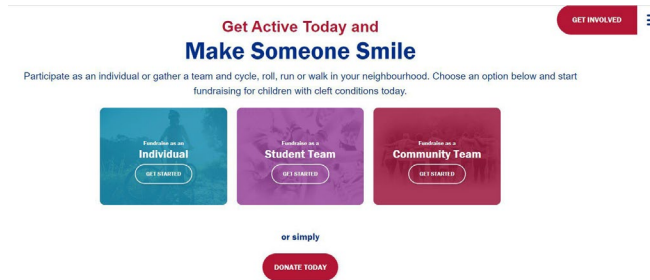 GET INVOLVED
Get Active Today and
Make Someone Smile
Participate as an individual or gather a team and cycle, roll, run or walk in your neighbourhood. Choose an option below and start
fundraising for children with cleft conditions today.
Fundraise as an
Individual
GET STARTED
Fundraise as a
Student Team
GET STARTED
Fundraise as a
Community Team
GET STARTED
or simply
DONATE TODAY